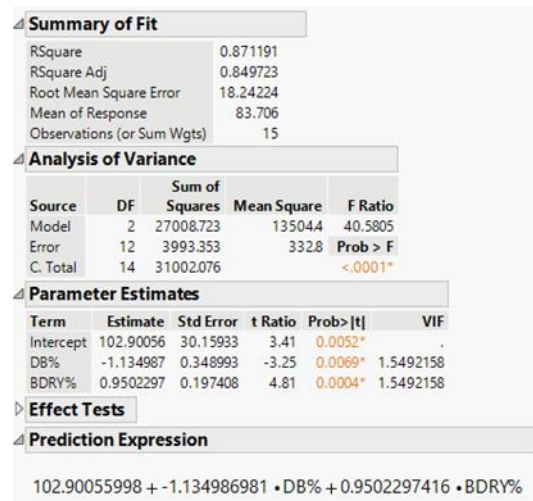 Summary of Fit
RSquare 0.871191
RSquare Adj 0.849723
Root Mean Square Error 18.24224
Mean of Response 83.706
Observations (or Sum Wgts) 15
Analysis of Variance
Sum of
Source DF Squares Mean Square F Ratio
Model 2 27008.723 13504.4 40.5805
Error 12 3993.353 332.8 Prob > F
C. Total 14 31002.076 <.0001*
Parameter Estimates
Term Estimate Std Error t Ratio Prob>|t| VIF
Intercept 102.90056 30.15933 3.41 0.0052* .
DB% -1.134987 0.348993 -3.25 0.0069* 1.5492158
BDRY% 0.9502297 0.197408 4.81 0.0004* 1.5492158
Effect Tests
Prediction Expression
102.90055998 + -1.134986981 •DB% + 0.9502297416 •BDRY%